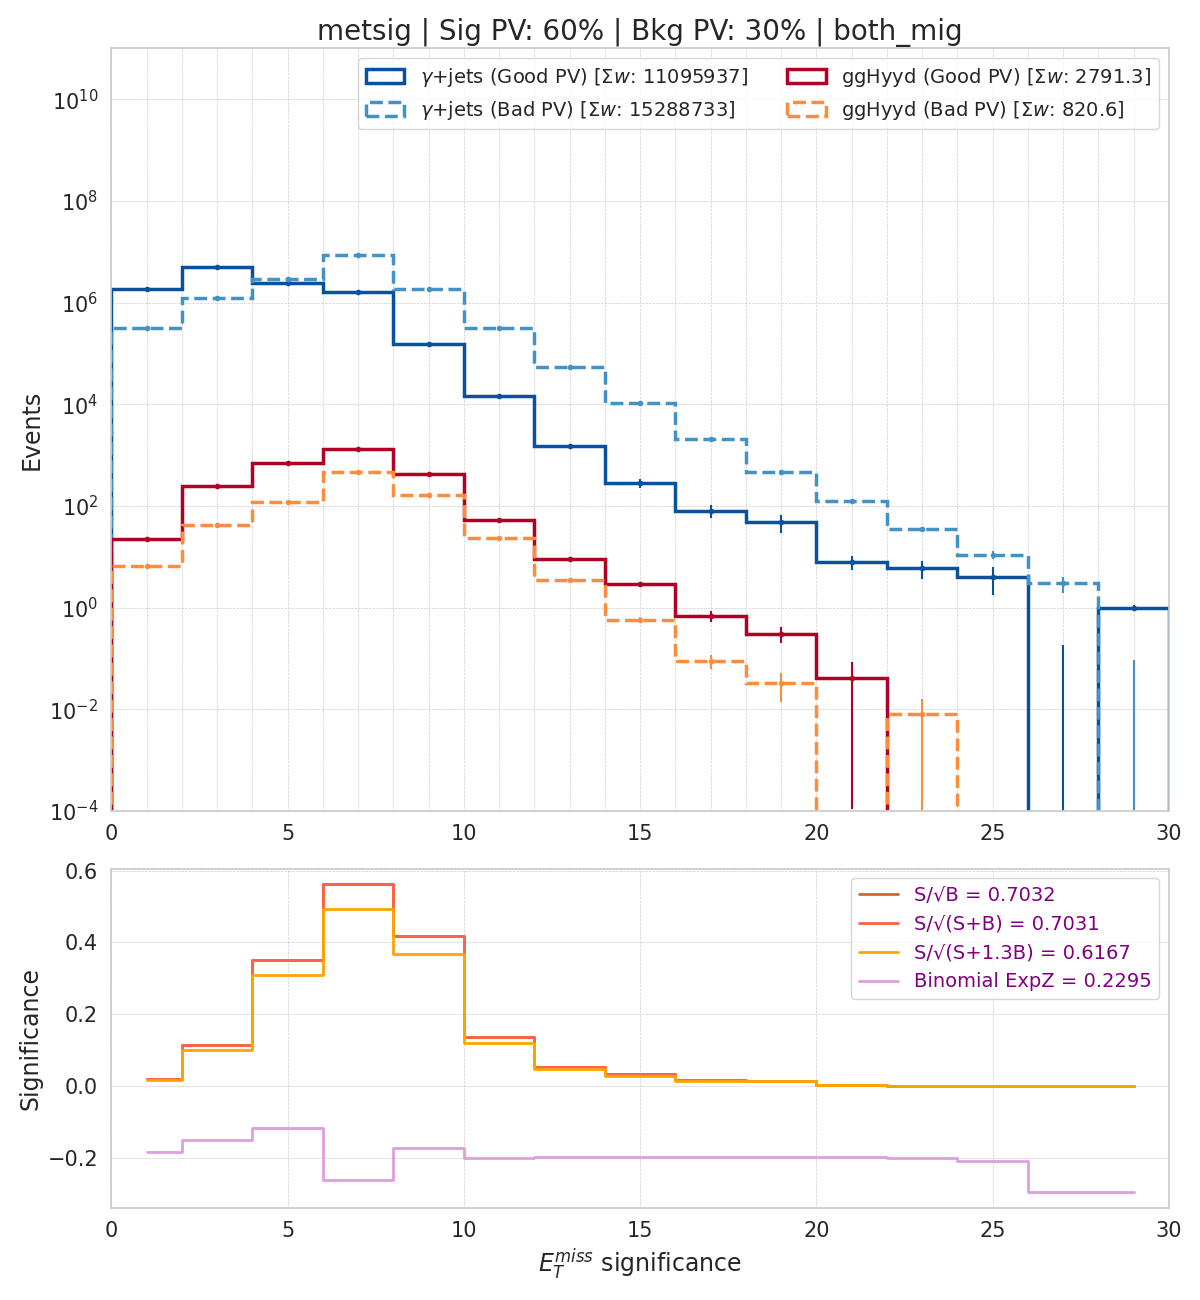 metsig | Sig PV: 60% | Bkg PV: 30% | both_mig
γ+jets (Good PV) [Σw: 11095937]
γ+jets (Bad PV) [Σw: 15288733]
ggHyyd (Good PV) [Σw: 2791.3]
ggHyyd (Bad PV) [Σw: 820.6]
Events
10^10
10^8
10^6
10^4
10^2
10^0
10^−2
10^−4
0 5 10 15 20 25 30
Significance
0.6
0.4
0.2
0.0
−0.2
S/√B = 0.7032
S/√(S+B) = 0.7031
S/√(S+1.3B) = 0.6167
Binomial ExpZ = 0.2295
0 5 10 15 20 25 30
E_T^miss significance